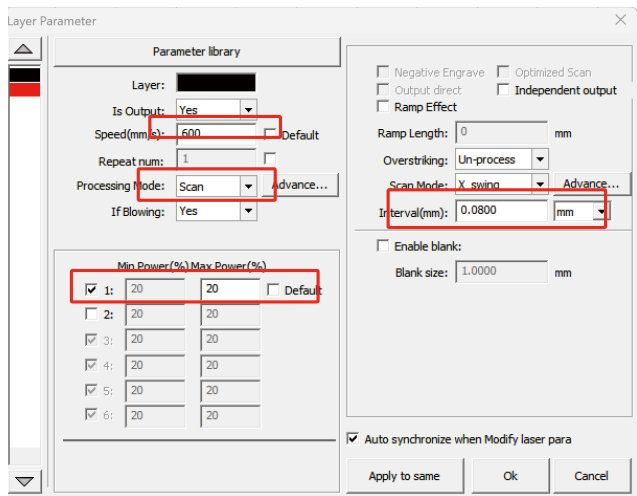 Layer Parameter
Parameter library
Layer:
Is Output: Yes
Speed(mm/s): 600 Default
Repeat num: 1
Processing Mode: Scan Advance...
If Blowing: Yes
Min Power(%) Max Power(%)
1: 20 20 Default
2: 20 20
3: 20 20
4: 20 20
5: 20 20
6: 20 20
Negative Engrave Optimized Scan
Output direct Independent output
Ramp Effect
Ramp Length: 0 mm
Overstriking: Un-process
Scan Mode: X_swing Advance...
Interval(mm): 0.0800 mm
Enable blank:
Blank size: 1.0000 mm
Auto synchronize when Modify laser para
Apply to same Ok Cancel